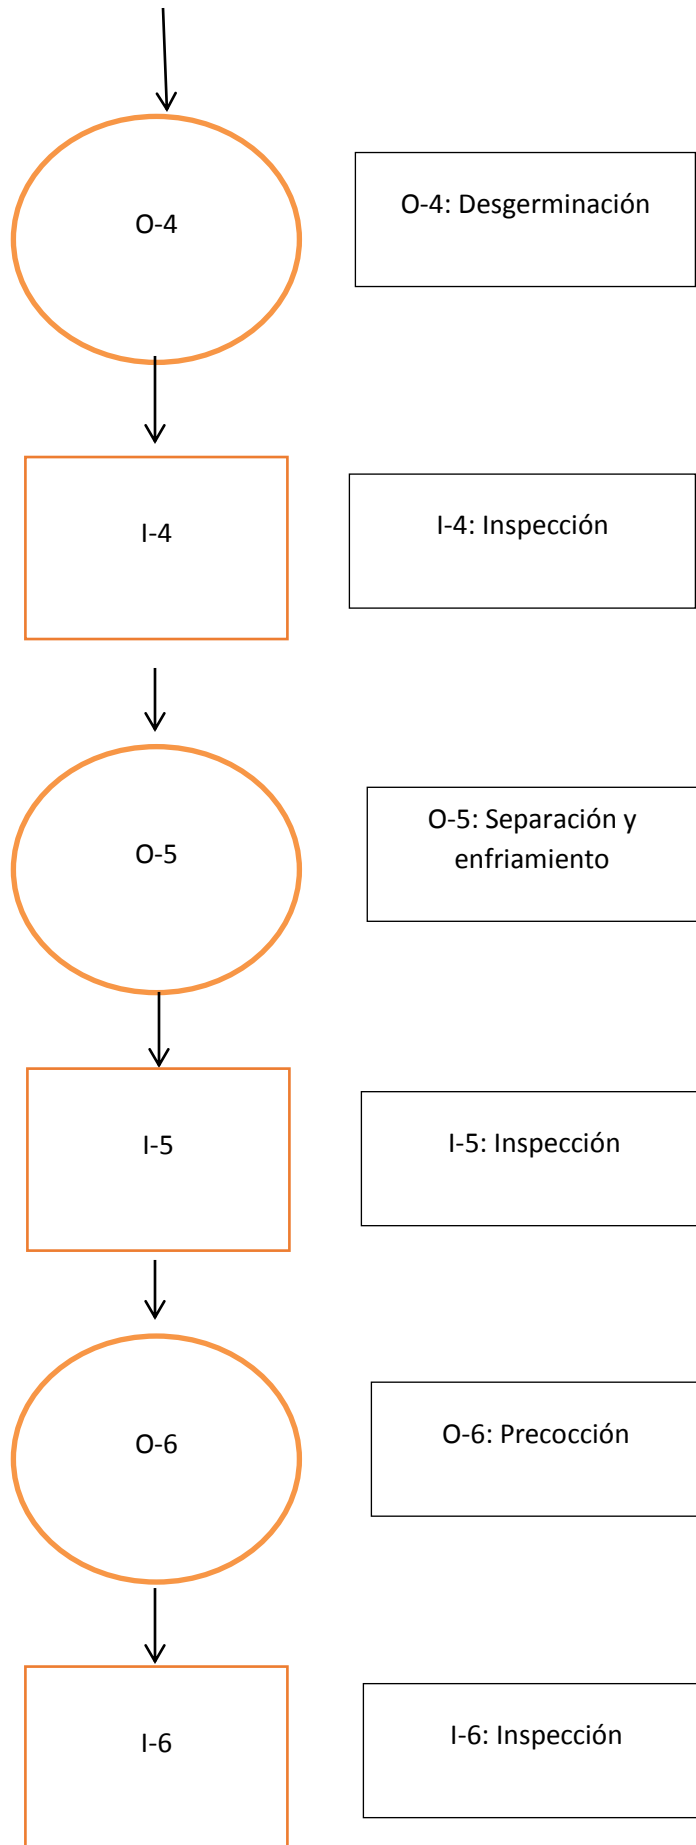 O-4
O-4: Desgerminación
I-4
I-4: Inspección
O-5
O-5: Separación y
enfriamiento
I-5
I-5: Inspección
O-6
O-6: Precocción
I-6
I-6: Inspección